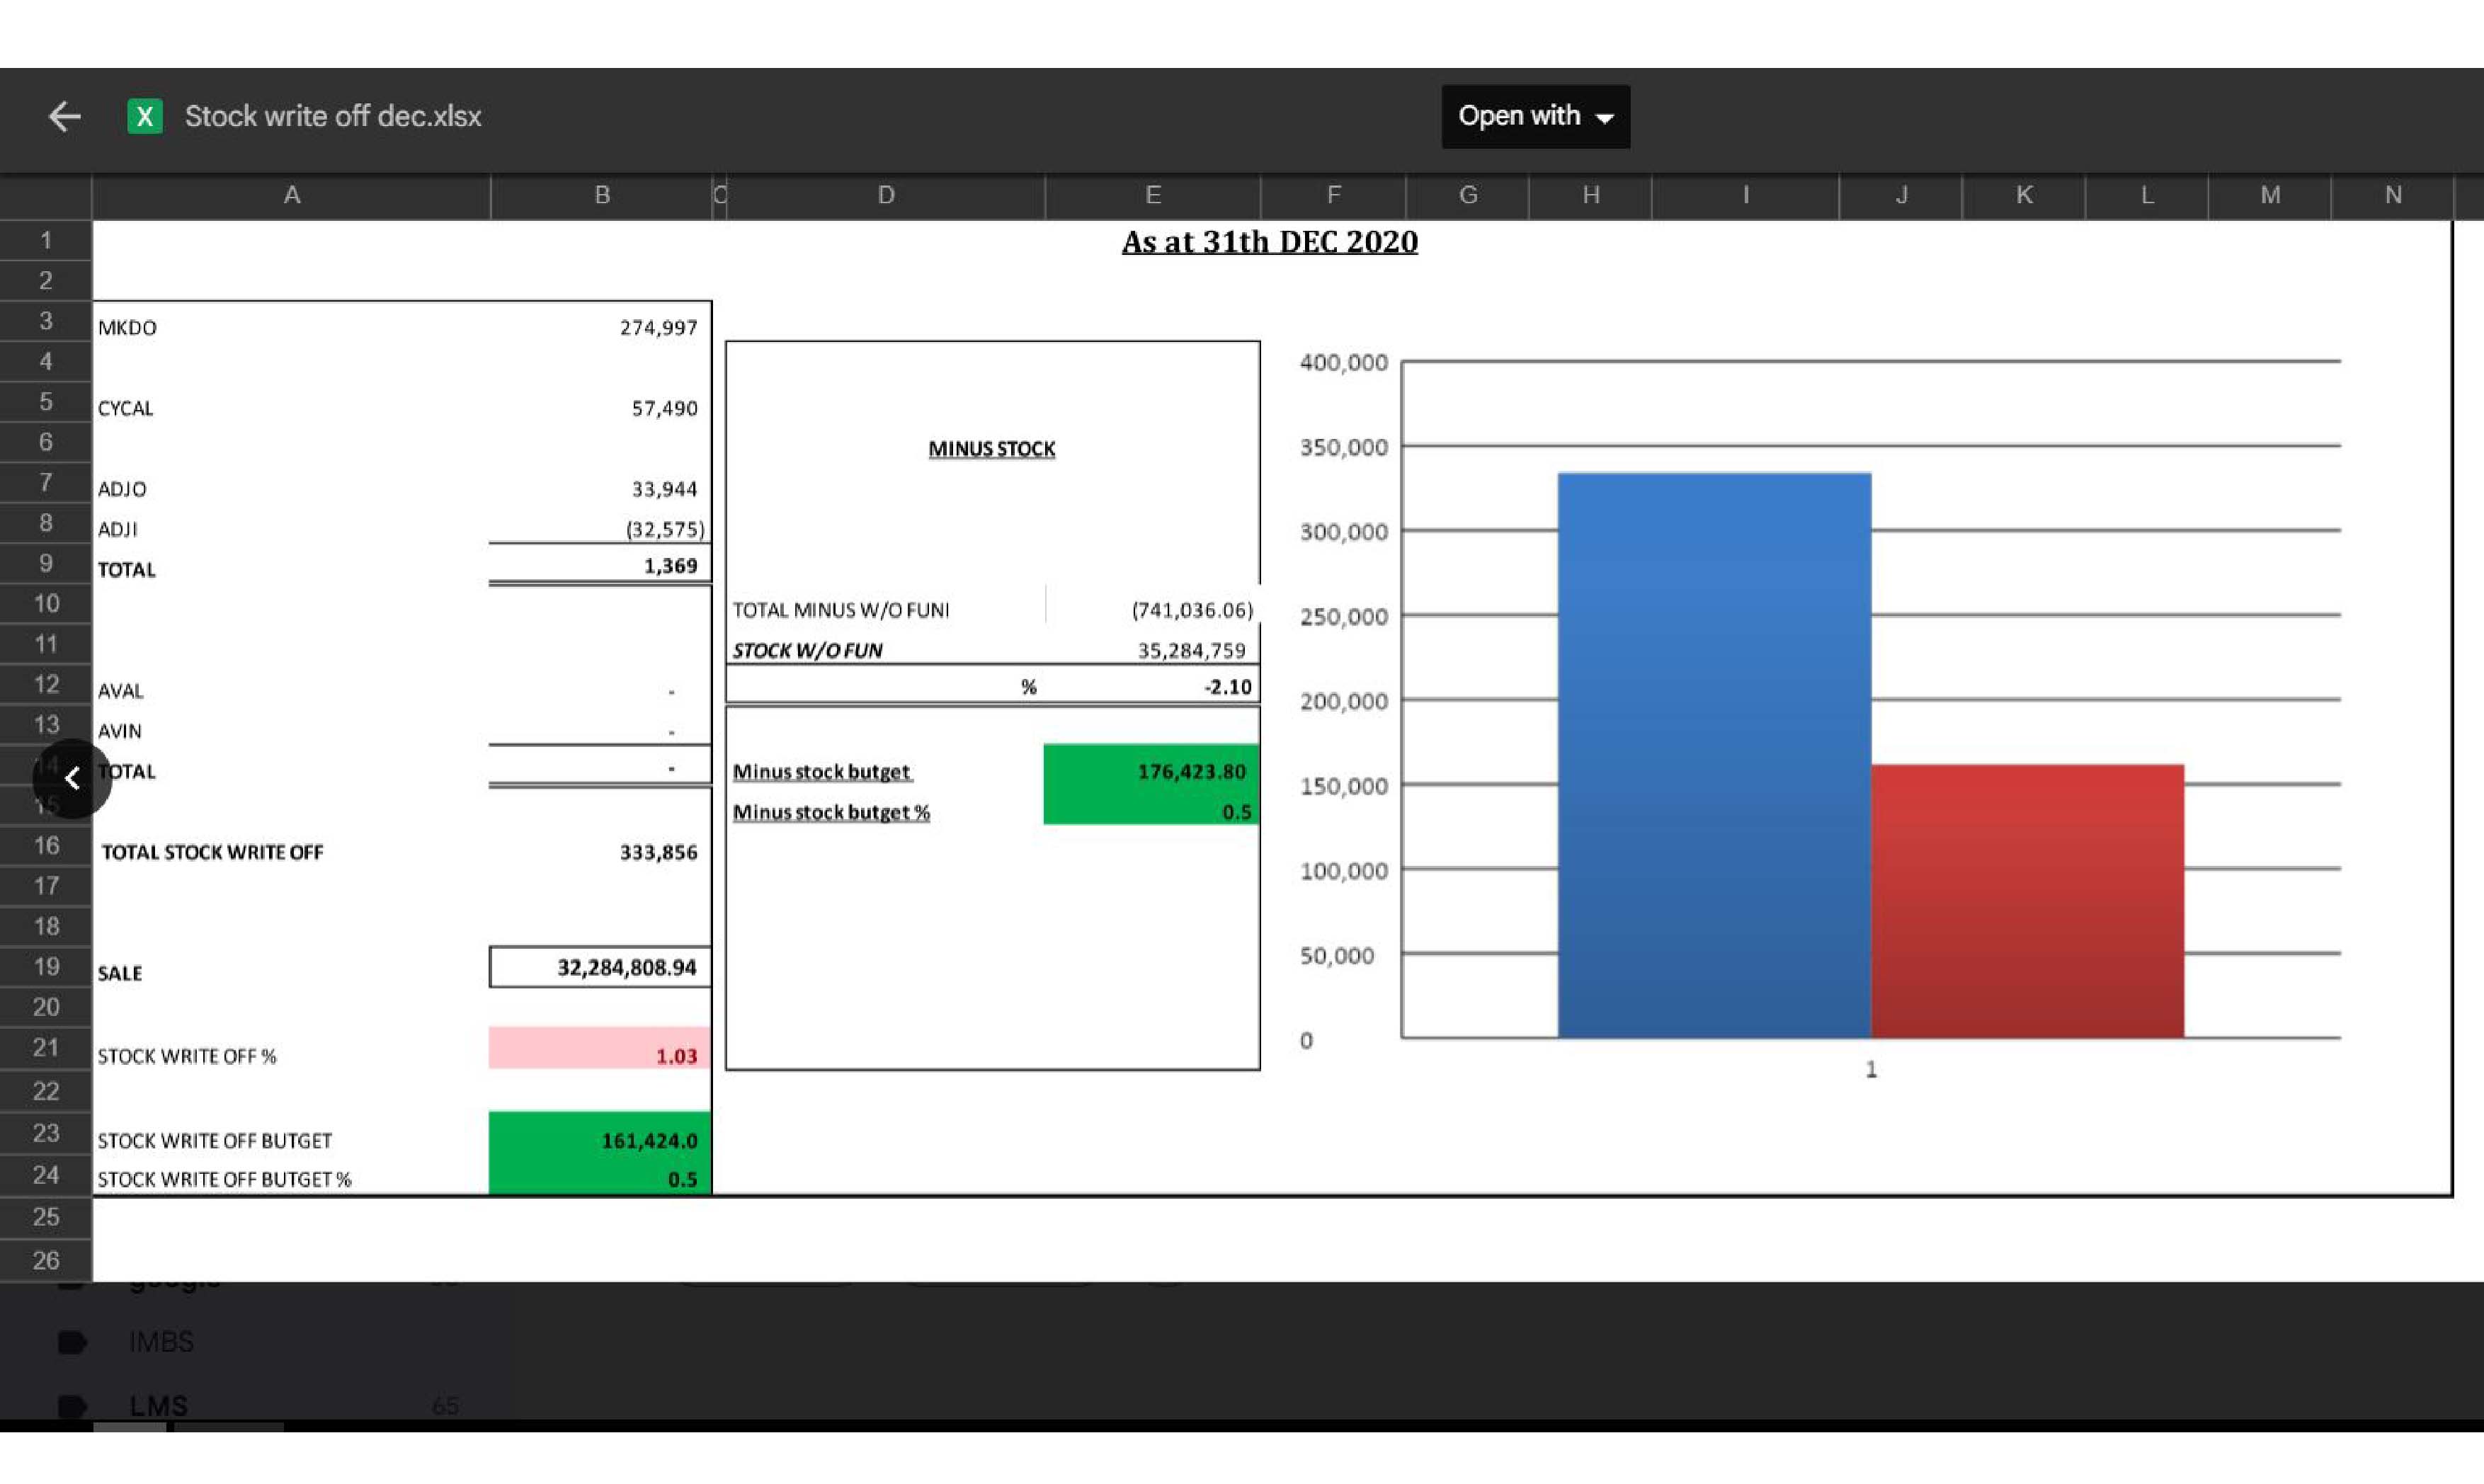 Stock write off dec.xlsx
Open with
A B C D E F G H I J K L M N
1 As at 31th DEC 2020
2
3 MKDO 274,997
4
5 CYCAL 57,490
6 MINUS STOCK
7 ADJO 33,944
8 ADJI (32,575)
9 TOTAL 1,369
10 TOTAL MINUS W/O FUNI (741,036.06)
11 STOCK W/O FUN 35,284,759
12 AVAL - % -2.10
13 AVIN -
14 TOTAL - Minus stock butget 176,423.80
15 Minus stock butget % 0.5
16 TOTAL STOCK WRITE OFF 333,856
17
18
19 SALE 32,284,808.94
20
21 STOCK WRITE OFF % 1.03
22
23 STOCK WRITE OFF BUTGET 161,424.0
24 STOCK WRITE OFF BUTGET % 0.5
25
26
400,000
350,000
300,000
250,000
200,000
150,000
100,000
50,000
0
1
IMBS
LMS 65